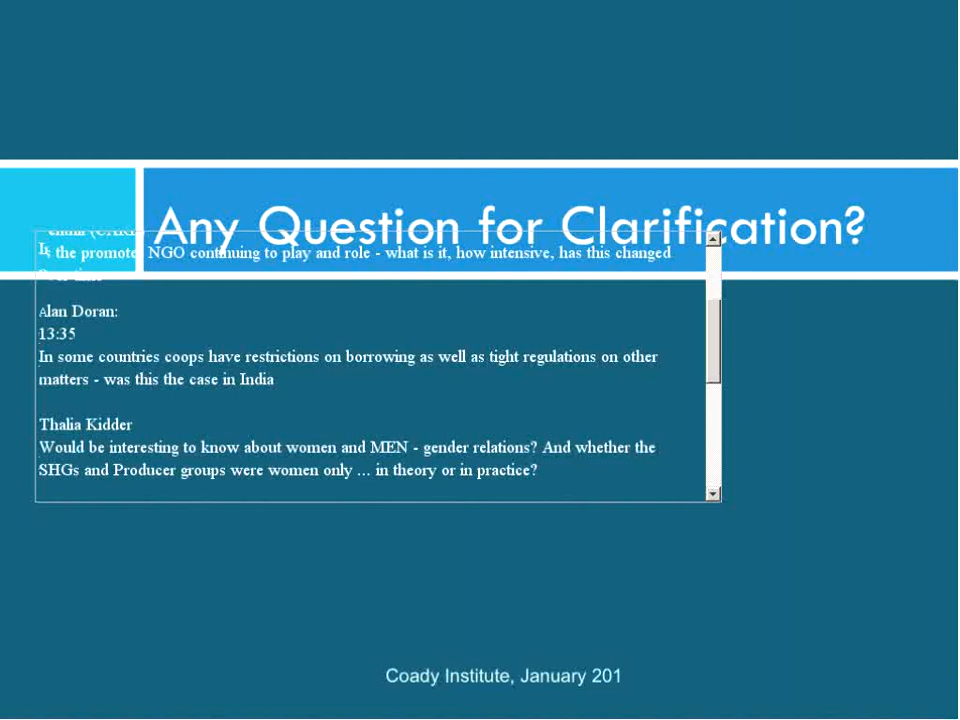 Any Question for Clarification?
the promoter NGO continuing to play and role - what is it, how intensive, has this changed
Alan Doran:
13:35
In some countries coops have restrictions on borrowing as well as tight regulations on other
matters - was this the case in India
Thalia Kidder
Would be interesting to know about women and MEN - gender relations? And whether the
SHGs and Producer groups were women only ... in theory or in practice?
Coady Institute, January 201